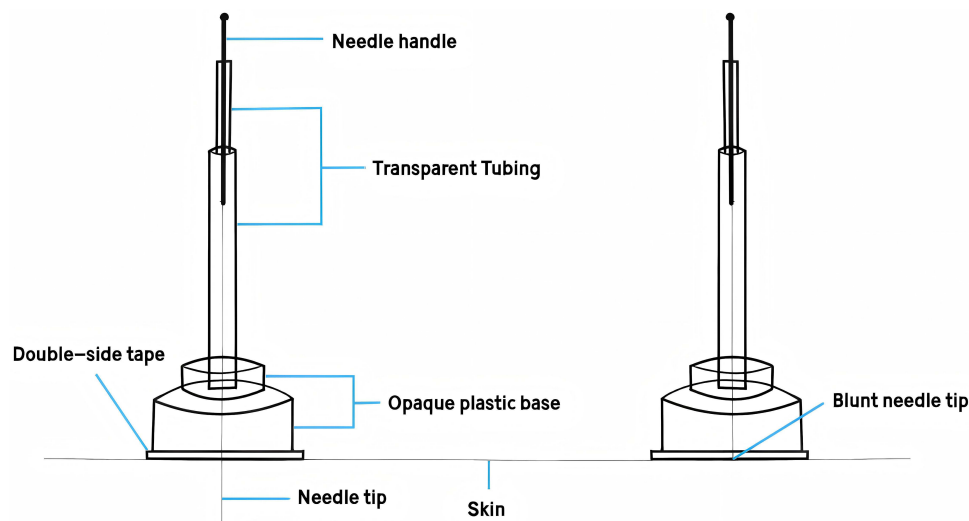 Needle handle
Transparent Tubing
Double-side tape
Opaque plastic base
Blunt needle tip
Needle tip
Skin